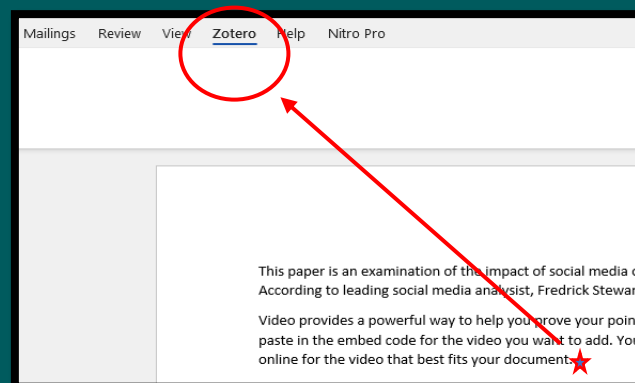 Mailings Review View Zotero Help Nitro Pro
This paper is an examination of the impact of social media
According to leading social media analysist, Fredrick Stewar
Video provides a powerful way to help you prove your poin
paste in the embed code for the video you want to add. You
online for the video that best fits your document.